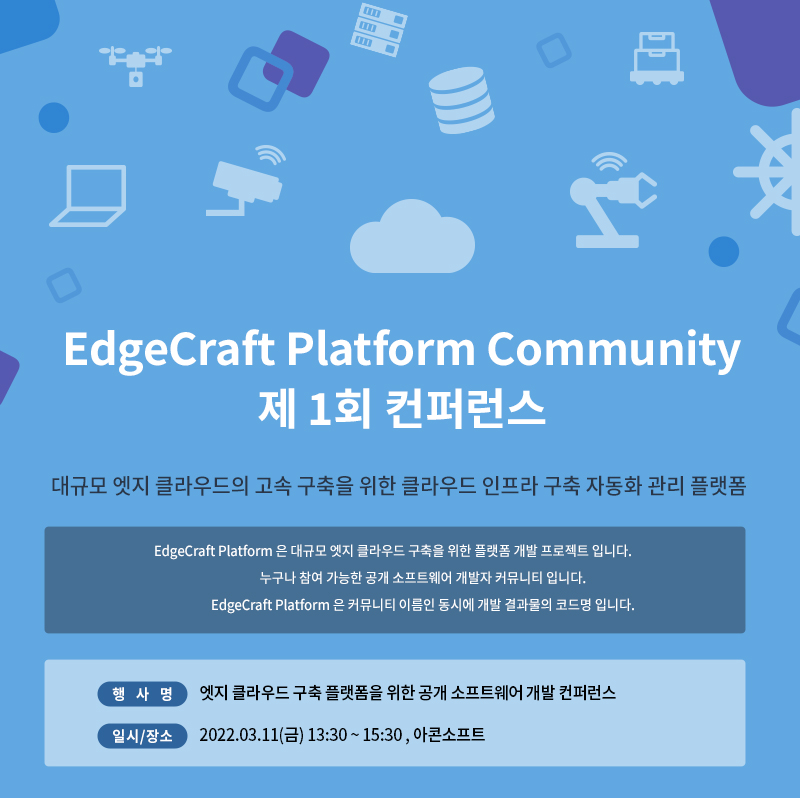 EdgeCraft Platform Community
제 1회 컨퍼런스
대규모 엣지 클라우드의 고속 구축을 위한 클라우드 인프라 구축 자동화 관리 플랫폼
EdgeCraft Platform 은 대규모 엣지 클라우드 구축을 위한 플랫폼 개발 프로젝트 입니다.
누구나 참여 가능한 공개 소프트웨어 개발자 커뮤니티 입니다.
EdgeCraft Platform 은 커뮤니티 이름인 동시에 개발 결과물의 코드명 입니다.
행 사 명 엣지 클라우드 구축 플랫폼을 위한 공개 소프트웨어 개발 컨퍼런스
일시/장소 2022.03.11(금) 13:30 ~ 15:30 , 아콘소프트